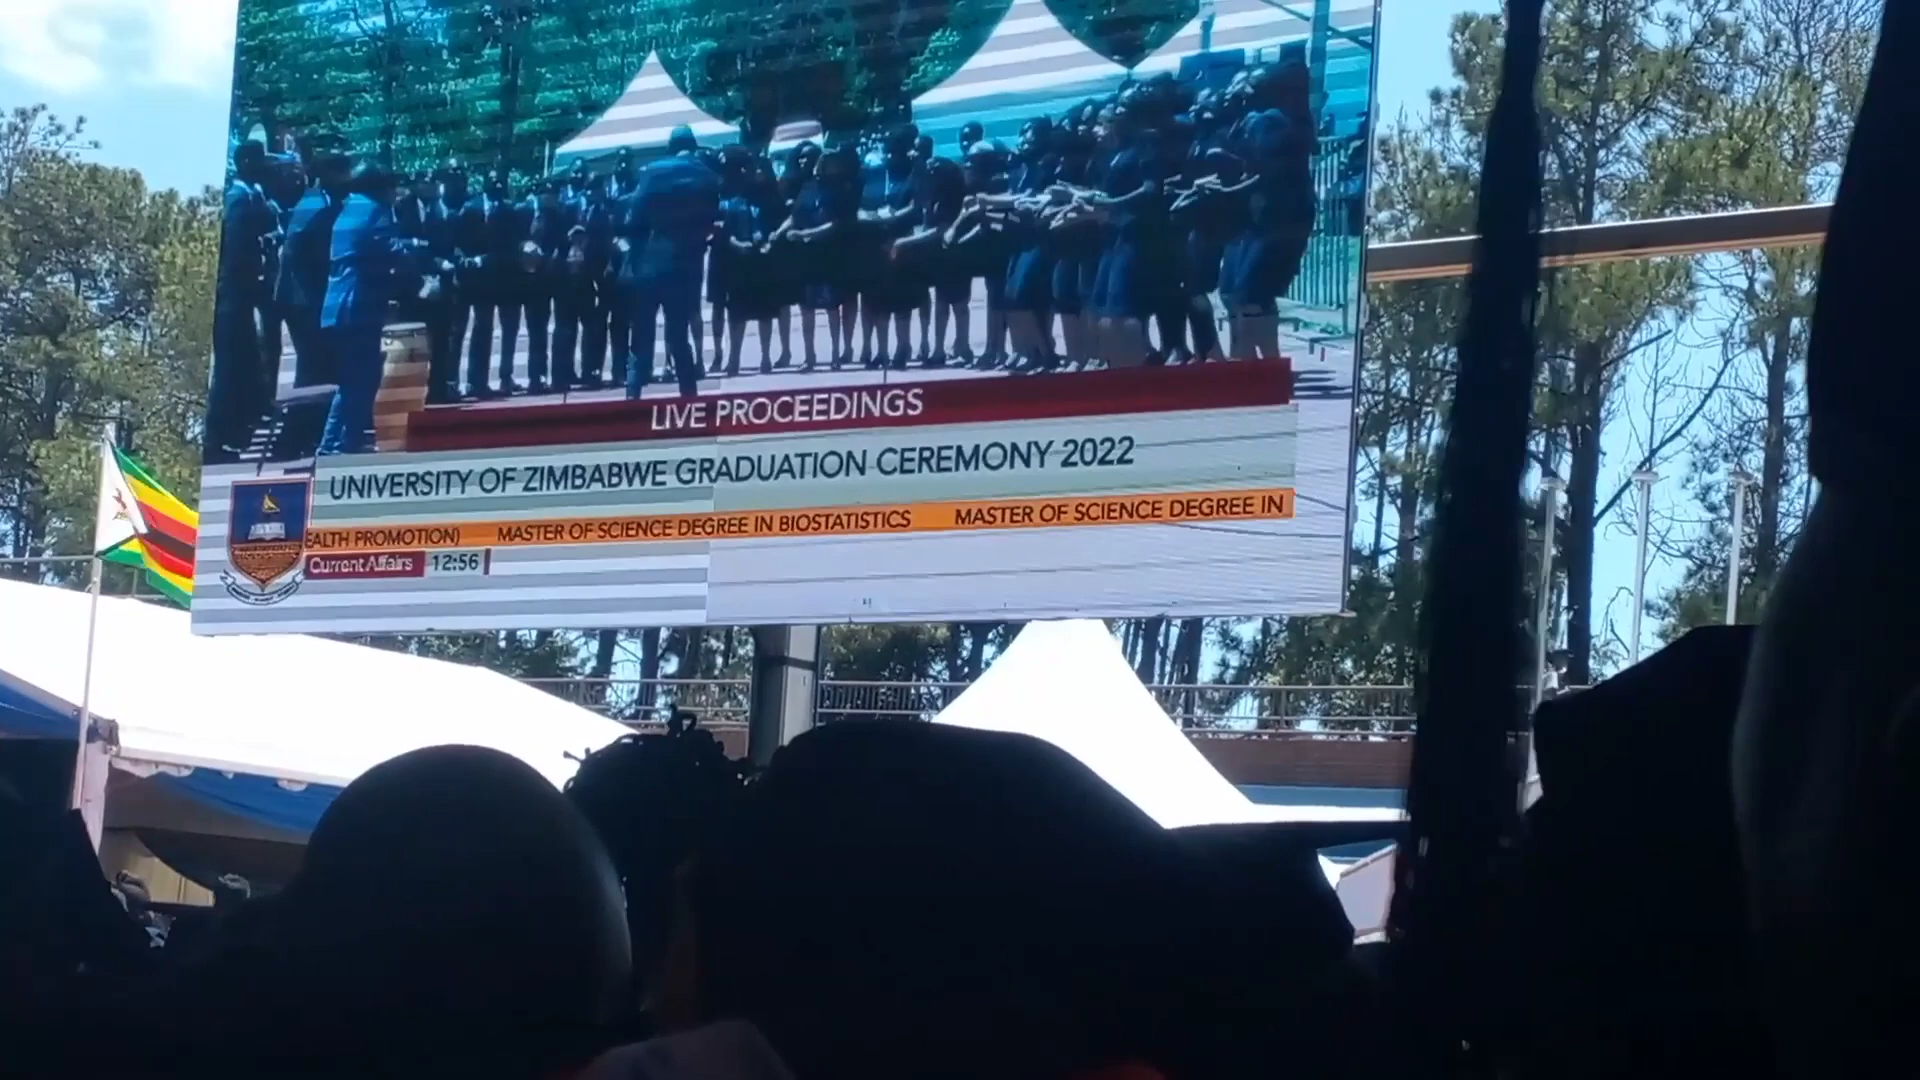 LIVE PROCEEDINGS
UNIVERSITY OF ZIMBABWE GRADUATION CEREMONY 2022
EALTH PROMOTION) MASTER OF SCIENCE DEGREE IN BIOSTATISTICS MASTER OF SCIENCE DEGREE IN
Current Affairs 12:56